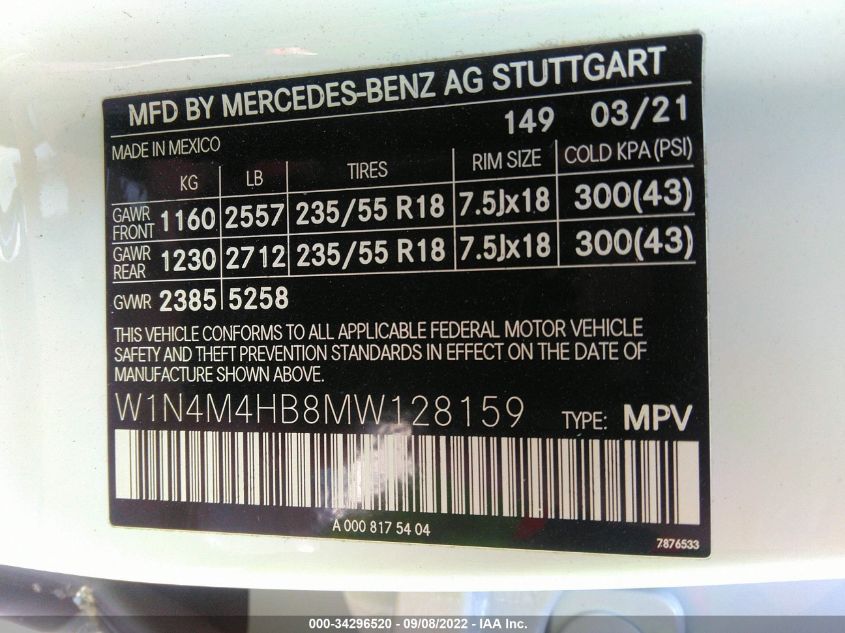 MFD BY MERCEDES-BENZ AG STUTTGART
149 03/21
MADE IN MEXICO
KG LB TIRES RIM SIZE COLD KPA (PSI)
GAWR FRONT 1160 2557 235/55 R18 7.5Jx18 300(43)
GAWR REAR 1230 2712 235/55 R18 7.5Jx18 300(43)
GVWR 2385 5258
THIS VEHICLE CONFORMS TO ALL APPLICABLE FEDERAL MOTOR VEHICLE
SAFETY AND THEFT PREVENTION STANDARDS IN EFFECT ON THE DATE OF
MANUFACTURE SHOWN ABOVE.
W1N4M4HB8MW128159 TYPE: MPV
A 000 817 54 04
7876533
000-34296520 - 09/08/2022 - IAA Inc.